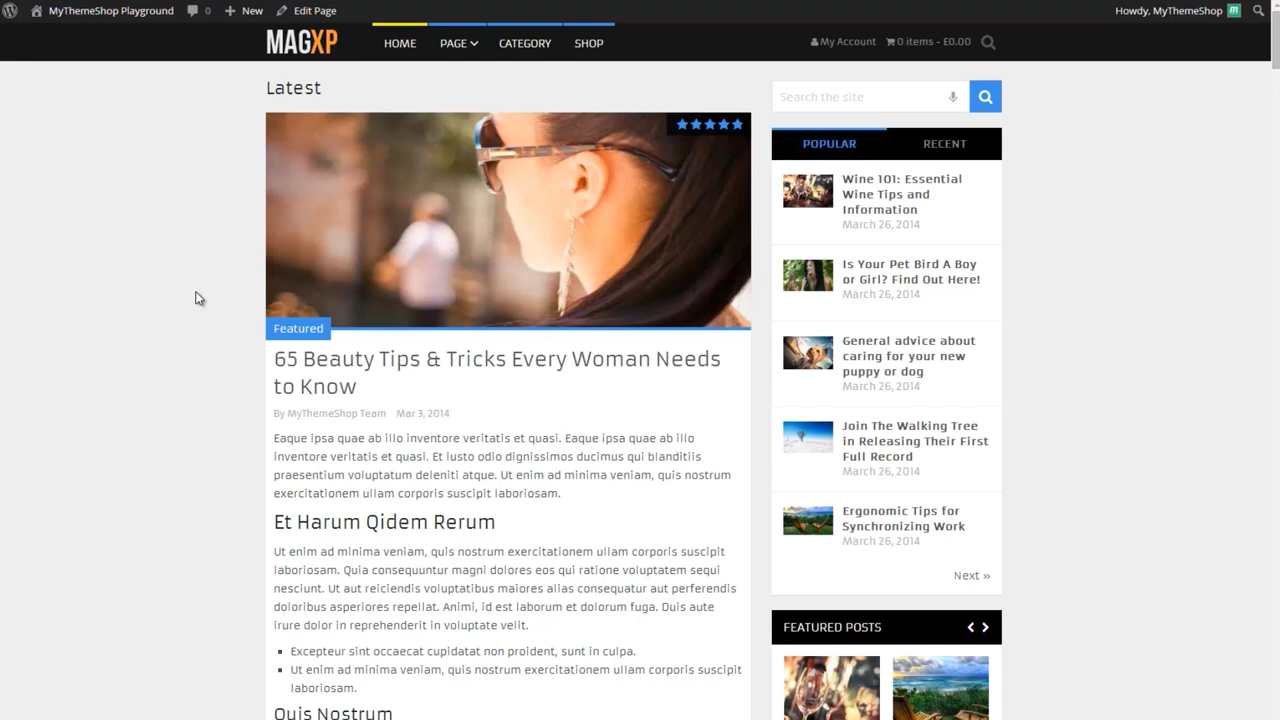 MyThemeShop Playground 0 New Edit Page Howdy, MyThemeShop m
MAGXP HOME PAGE CATEGORY SHOP My Account 0 items - £0.00
Latest
Search the site
POPULAR RECENT
Wine 101: Essential
Wine Tips and
Information
March 26, 2014
Is Your Pet Bird A Boy
or Girl? Find Out Here!
March 26, 2014
General advice about
caring for your new
puppy or dog
March 26, 2014
Join The Walking Tree
in Releasing Their First
Full Record
March 26, 2014
Ergonomic Tips for
Synchronizing Work
March 26, 2014
Next »
FEATURED POSTS
Featured
65 Beauty Tips & Tricks Every Woman Needs
to Know
By MyThemeShop Team Mar 3, 2014
Eaque ipsa quae ab illo inventore veritatis et quasi. Eaque ipsa quae ab illo
inventore veritatis et quasi. Et iusto odio dignissimos ducimus qui blanditiis
praesentium voluptatum deleniti atque. Ut enim ad minima veniam, quis nostrum
exercitationem ullam corporis suscipit laboriosam.
Et Harum Qidem Rerum
Ut enim ad minima veniam, quis nostrum exercitationem ullam corporis suscipit
laboriosam. Quia consequuntur magni dolores eos qui ratione voluptatem sequi
nesciunt. Ut aut reiciendis voluptatibus maiores alias consequatur aut perferendis
doloribus asperiores repellat. Animi, id est laborum et dolorum fuga. Duis aute
irure dolor in reprehenderit in voluptate velit.
Excepteur sint occaecat cupidatat non proident, sunt in culpa.
Ut enim ad minima veniam, quis nostrum exercitationem ullam corporis suscipit
laboriosam.
Quis Nostrum